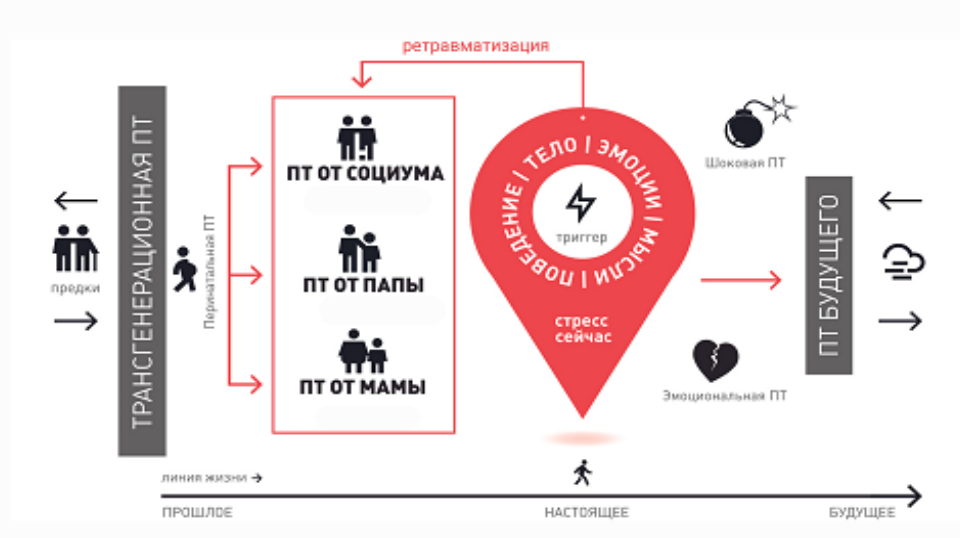 ретравматизация
ТРАНСГЕНЕРАЦИОННАЯ ПТ
предки
Перинатальная ПТ
ПТ ОТ СОЦИУМА
ПТ ОТ ПАПЫ
ПТ ОТ МАМЫ
ПОВЕДЕНИЕ | ТЕЛО | ЭМОЦИИ | МЫСЛИ |
триггер
стресс
сейчас
Шоковая ПТ
Эмоциональная ПТ
ПТ БУДУЩЕГО
линия жизни →
ПРОШЛОЕ
НАСТОЯЩЕЕ
БУДУЩЕЕ